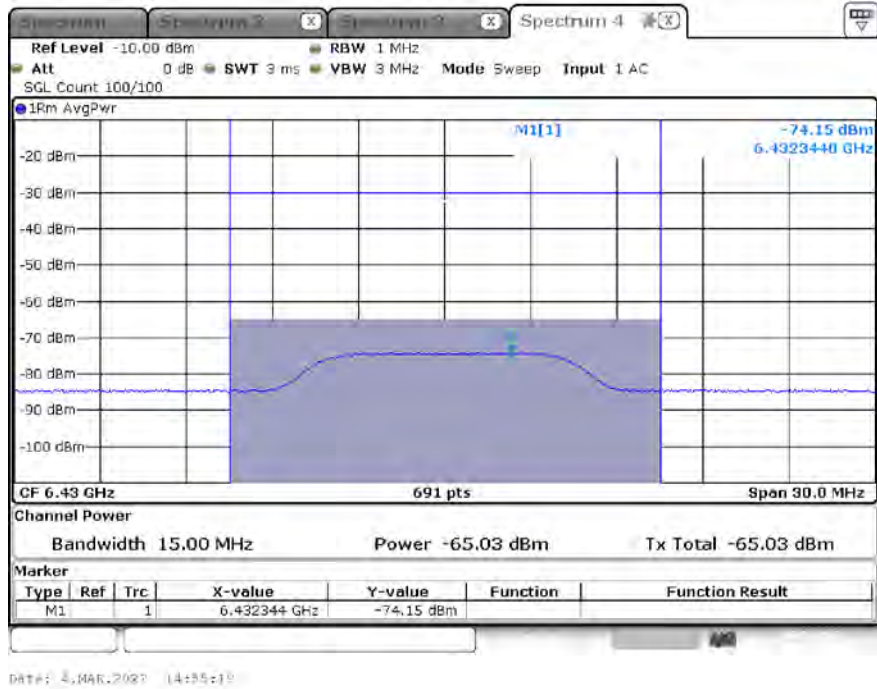 Spectrum 2 X Spectrum 3 X Spectrum 4 X
Ref Level -10.00 dBm RBW 1 MHz
Att 0 dB SWT 3 ms VBW 3 MHz Mode Sweep Input 1 AC
SGL Count 100/100
1Rm AvgPwr
M1[1] -74.15 dBm
6.4323440 GHz
-20 dBm
-30 dBm
-40 dBm
-50 dBm
-60 dBm
-70 dBm
-80 dBm
-90 dBm
-100 dBm
CF 6.43 GHz 691 pts Span 30.0 MHz
Channel Power
Bandwidth 15.00 MHz Power -65.03 dBm Tx Total -65.03 dBm
Marker
Type Ref Trc X-value Y-value Function Function Result
M1 1 6.432344 GHz -74.15 dBm